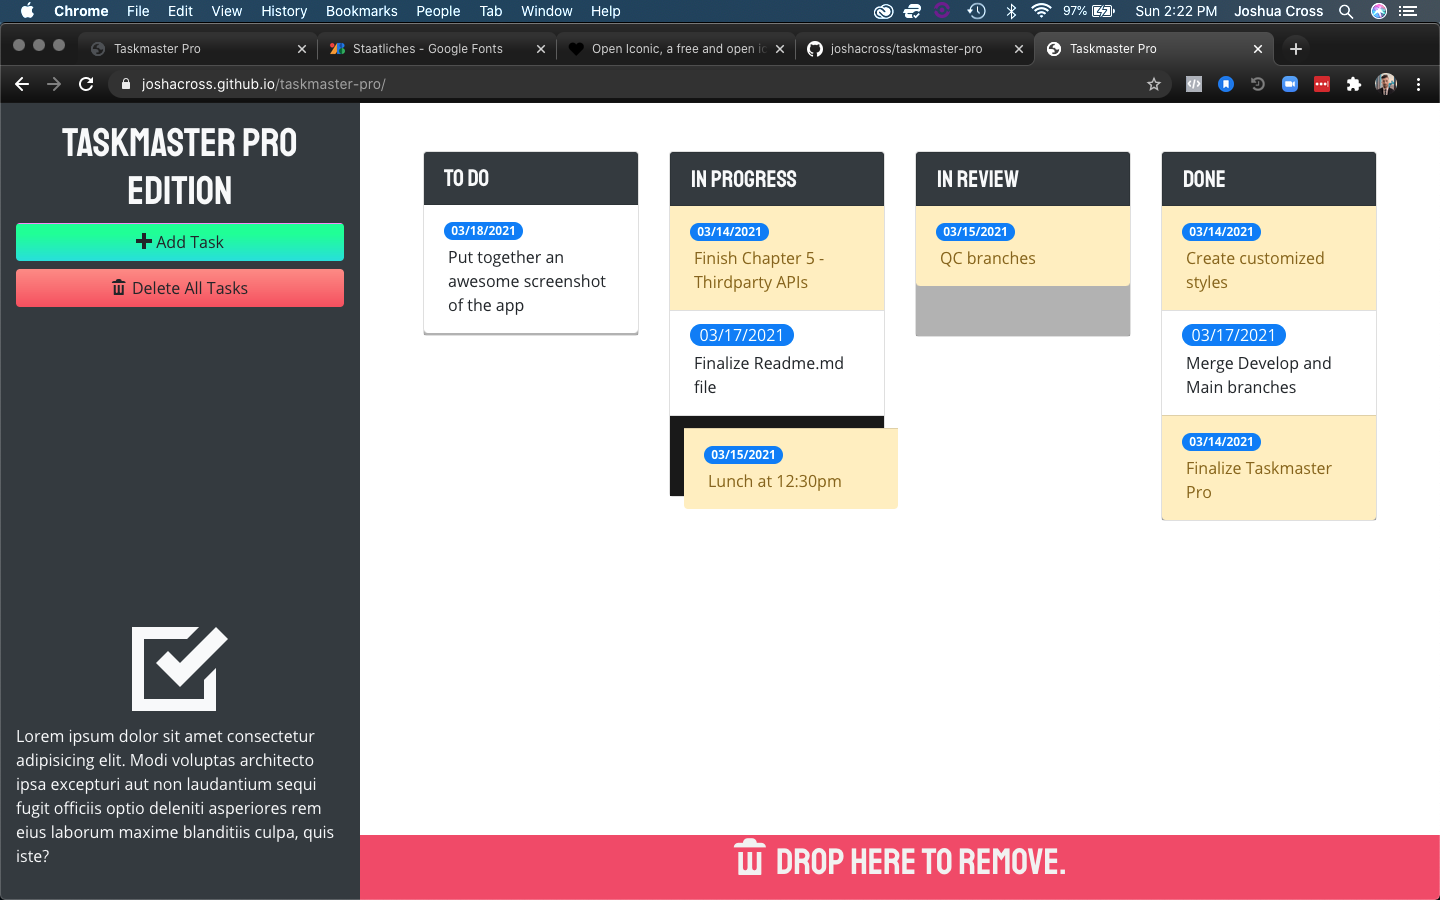 Chrome File Edit View History Bookmarks People Tab Window Help 97% Sun 2:22 PM Joshua Cross
Taskmaster Pro
Staatliches - Google Fonts
Open Iconic, a free and open ic
joshacross/taskmaster-pro
Taskmaster Pro
joshacross.github.io/taskmaster-pro/
TASKMASTER PRO
EDITION
Add Task
Delete All Tasks
Lorem ipsum dolor sit amet consectetur
adipisicing elit. Modi voluptas architecto
ipsa excepturi aut non laudantium sequi
fugit officiis optio deleniti asperiores rem
eius laborum maxime blanditiis culpa, quis
iste?
TO DO
03/18/2021
Put together an
awesome screenshot
of the app
IN PROGRESS
03/14/2021
Finish Chapter 5 -
Thirdparty APIs
03/17/2021
Finalize Readme.md
file
03/15/2021
Lunch at 12:30pm
IN REVIEW
03/15/2021
QC branches
DONE
03/14/2021
Create customized
styles
03/17/2021
Merge Develop and
Main branches
03/14/2021
Finalize Taskmaster
Pro
DROP HERE TO REMOVE.